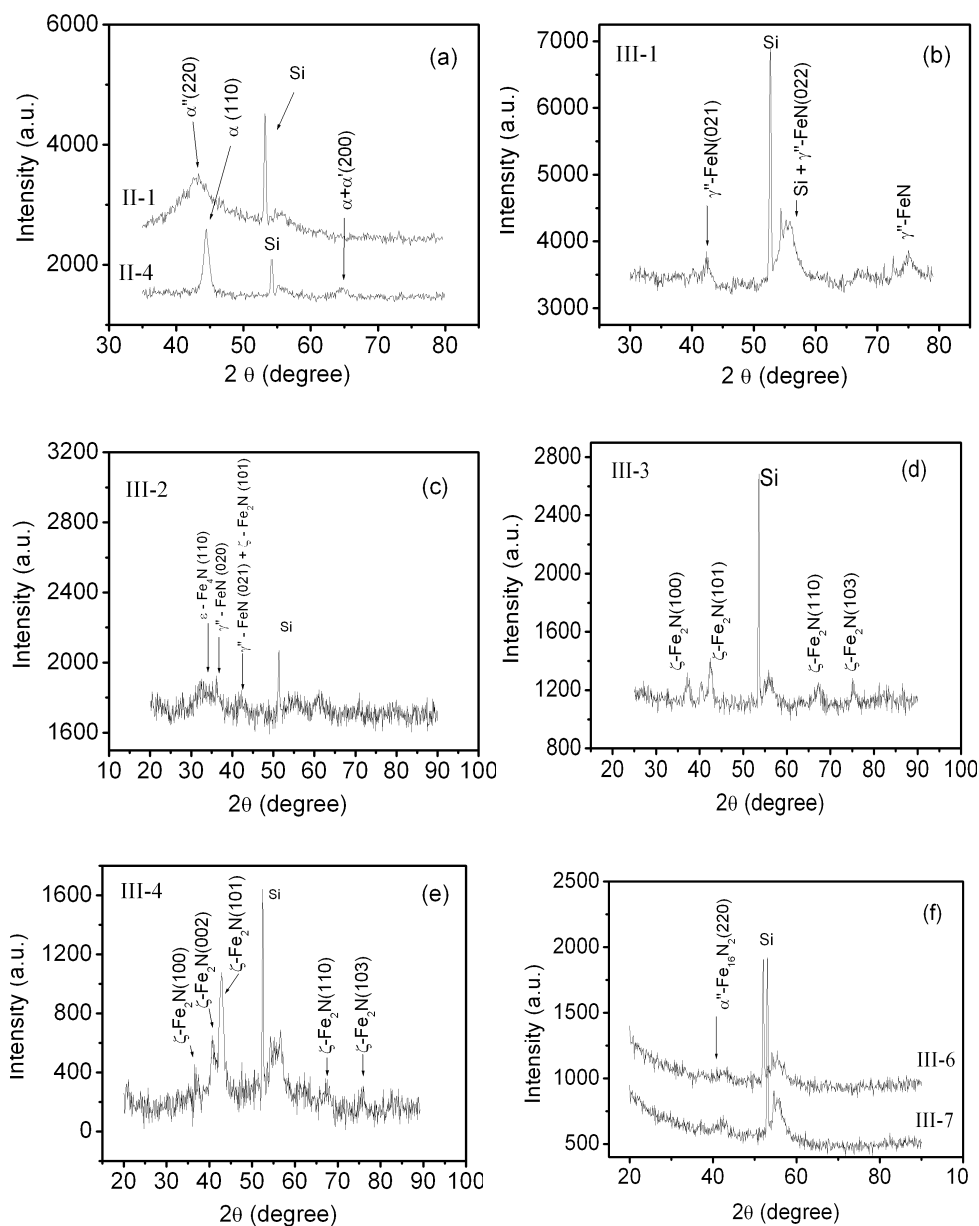 (a)
6000
4000
2000
Intensity (a.u.)
α"(220)
α (110)
Si
II-1
Si
α+α'(200)
II-4
30 40 50 60 70 80
2 θ (degree)
(b)
III-1
7000
6000
5000
4000
3000
Intensity (a.u.)
Si
γ'''-FeN(021)
Si + γ'''-FeN(022)
γ'''-FeN
30 40 50 60 70 80
2 θ (degree)
(c)
III-2
3200
2800
2400
2000
1600
Intensity (a.u.)
ε - Fe4N (110)
γ''' - FeN (020)
γ''' - FeN (021) + ζ - Fe2N (101)
Si
10 20 30 40 50 60 70 80 90 100
2θ (degree)
(d)
III-3
2800
2400
2000
1600
1200
800
Intensity (a.u.)
Si
ζ-Fe2N(100)
ζ-Fe2N(101)
ζ-Fe2N(110)
ζ-Fe2N(103)
20 30 40 50 60 70 80 90 100
2θ (degree)
(e)
III-4
1600
1200
800
400
0
Intensity (a.u.)
ζ-Fe2N(100)
ζ-Fe2N(002)
ζ-Fe2N(101)
Si
ζ-Fe2N(110)
ζ-Fe2N(103)
20 30 40 50 60 70 80 90 100
2θ (degree)
(f)
2500
2000
1500
1000
500
Intensity (a.u.)
α"-Fe16N2(220)
Si
III-6
III-7
20 40 60 80 10
2θ (degree)